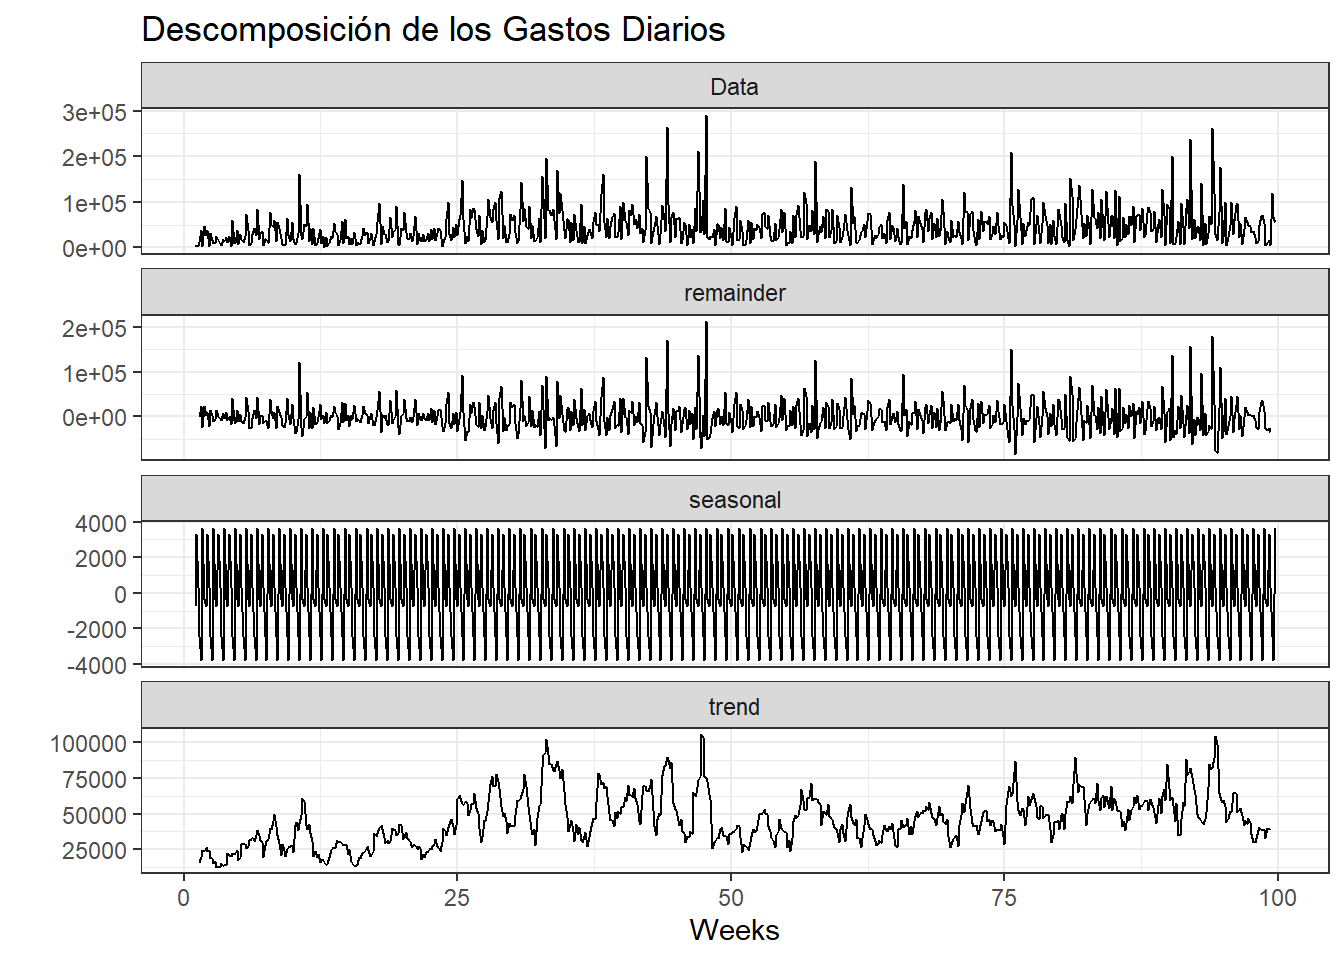 Descomposición de los Gastos Diarios
Data
3e+05
2e+05
1e+05
0e+00
remainder
2e+05
1e+05
0e+00
seasonal
4000
2000
0
-2000
-4000
trend
100000
75000
50000
25000
0 25 50 75 100
Weeks